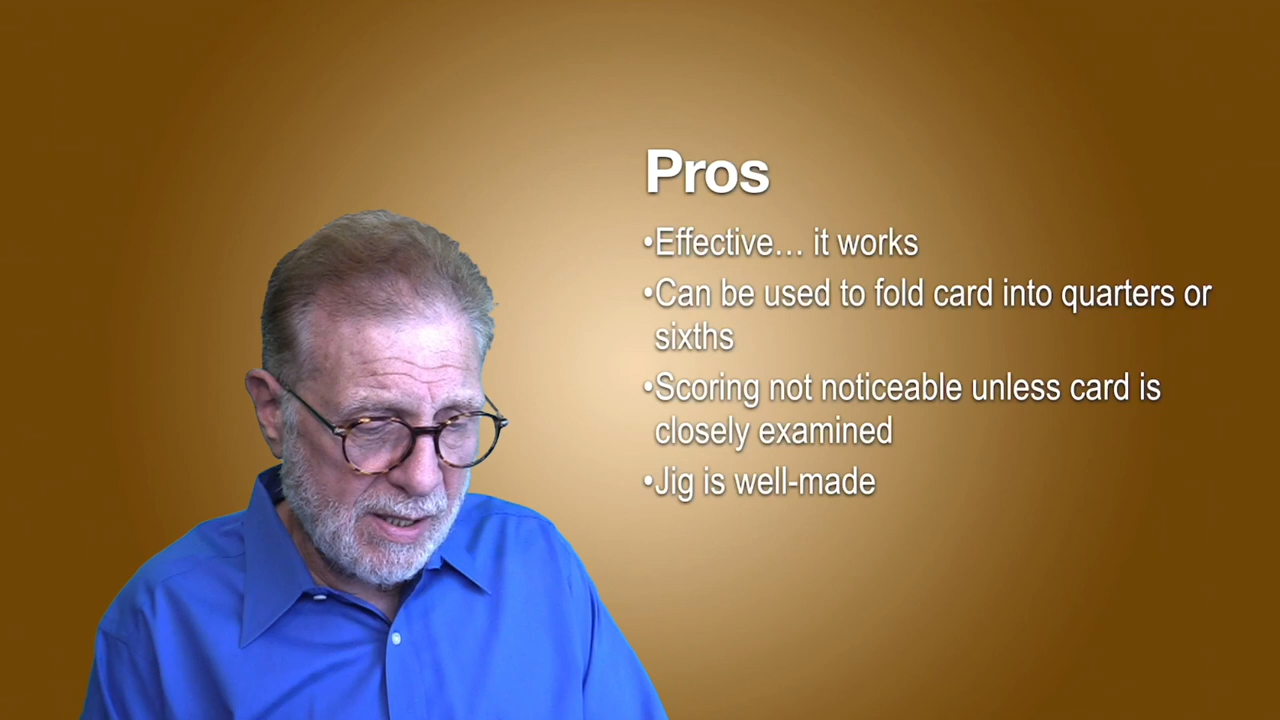 Pros
•Effective… it works
•Can be used to fold card into quarters or
sixths
•Scoring not noticeable unless card is
closely examined
•Jig is well-made